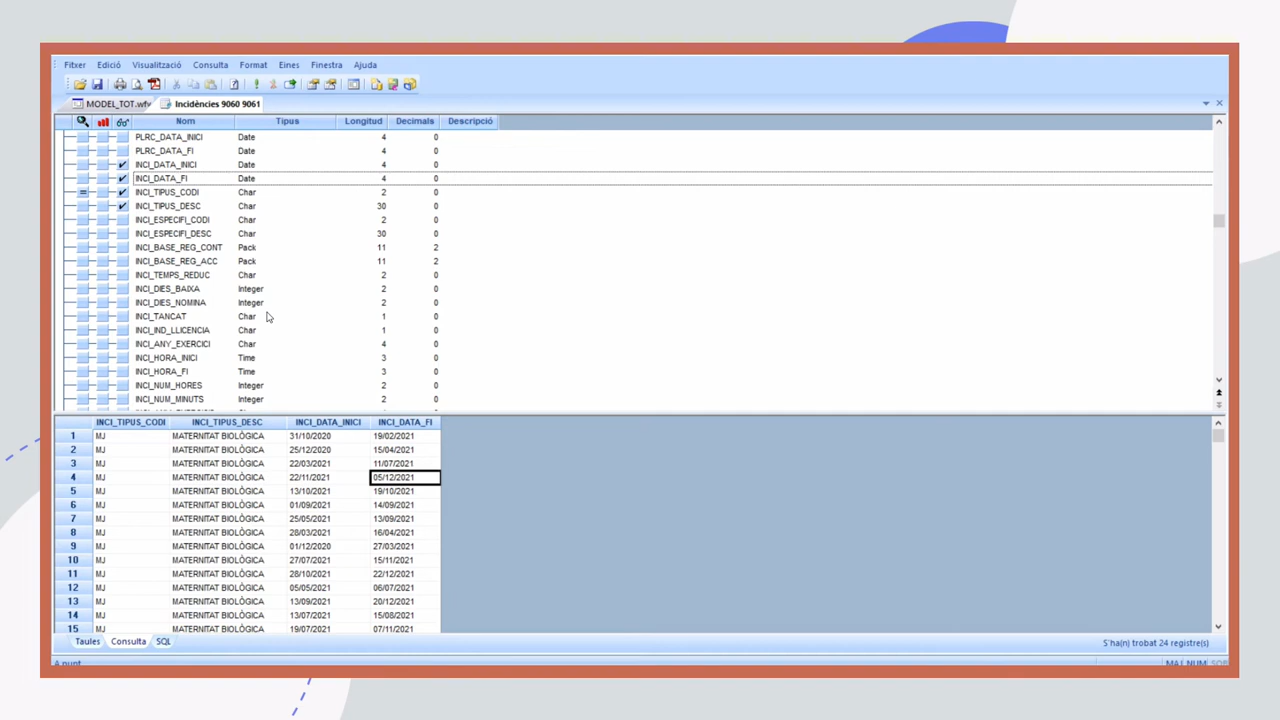 Fitxer Edició Visualització Consulta Format Eines Finestra Ajuda
MODEL_TOT.wfv Incidències 9060 9061
Nom Tipus Longitud Decimals Descripció
PLRC_DATA_INICI Date 4 0
PLRC_DATA_FI Date 4 0
INCI_DATA_INICI Date 4 0
INCI_DATA_FI Date 4 0
= INCI_TIPUS_CODI Char 2 0
INCI_TIPUS_DESC Char 30 0
INCI_ESPECIFI_CODI Char 2 0
INCI_ESPECIFI_DESC Char 30 0
INCI_BASE_REG_CONT Pack 11 2
INCI_BASE_REG_ACC Pack 11 2
INCI_TEMPS_REDUC Char 2 0
INCI_DIES_BAIXA Integer 2 0
INCI_DIES_NOMINA Integer 2 0
INCI_TANCAT Char 1 0
INCI_IND_LLICENCIA Char 1 0
INCI_ANY_EXERCICI Char 4 0
INCI_HORA_INICI Time 3 0
INCI_HORA_FI Time 3 0
INCI_NUM_HORES Integer 2 0
INCI_NUM_MINUTS Integer 2 0
INCI_TIPUS_CODI INCI_TIPUS_DESC INCI_DATA_INICI INCI_DATA_FI
1 MJ MATERNITAT BIOLÒGICA 31/10/2020 19/02/2021
2 MJ MATERNITAT BIOLÒGICA 25/12/2020 15/04/2021
3 MJ MATERNITAT BIOLÒGICA 22/03/2021 11/07/2021
4 MJ MATERNITAT BIOLÒGICA 22/11/2021 05/12/2021
5 MJ MATERNITAT BIOLÒGICA 13/10/2021 19/10/2021
6 MJ MATERNITAT BIOLÒGICA 01/09/2021 14/09/2021
7 MJ MATERNITAT BIOLÒGICA 25/05/2021 13/09/2021
8 MJ MATERNITAT BIOLÒGICA 28/03/2021 16/04/2021
9 MJ MATERNITAT BIOLÒGICA 01/12/2020 27/03/2021
10 MJ MATERNITAT BIOLÒGICA 27/07/2021 15/11/2021
11 MJ MATERNITAT BIOLÒGICA 28/10/2021 22/12/2021
12 MJ MATERNITAT BIOLÒGICA 05/05/2021 06/07/2021
13 MJ MATERNITAT BIOLÒGICA 13/09/2021 20/12/2021
14 MJ MATERNITAT BIOLÒGICA 13/07/2021 15/08/2021
15 MJ MATERNITAT BIOLÒGICA 19/07/2021 07/11/2021
Taules Consulta SQL S'ha(n) trobat 24 registre(s)
A punt MAJ NUM